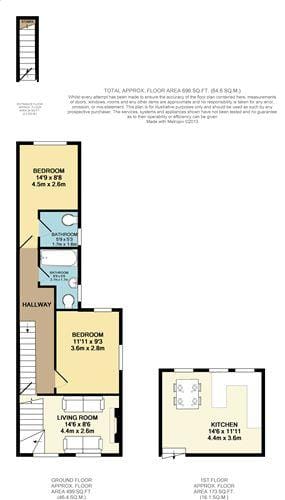 ENTRANCE FLOOR
APPROX. FLOOR
TOTAL APPROX. FLOOR AREA 696 SQ.FT. (64.6 SQ.M.)
Whilst every attempt has been made to ensure the accuracy of the floor plan contained here, measurements
of doors, windows, rooms and any other items are approximate and no responsibility is taken for any error,
omission, or mis-statement. This plan is for illustrative purposes only and should be used as such by any
prospective purchaser. The services, systems and appliances shown have not been tested and no guarantee
as to their operability or efficiency can be given
Made with Metropix ©2013
BEDROOM
14'9 x 8'8
4.5m x 2.6m
BATHROOM
5'9 x 5'3
BATHROOM
HALLWAY
BEDROOM
11'11 x 9'3
3.6m x 2.8m
LIVING ROOM
14'6 x 8'6
4.4m x 2.6m
KITCHEN
14'6 x 11'11
4.4m x 3.6m
GROUND FLOOR
APPROX. FLOOR
AREA 499 SQ.FT.
(46.4 SQ.M.)
1ST FLOOR
APPROX. FLOOR
AREA 173 SQ.FT.
(16.1 SQ.M.)